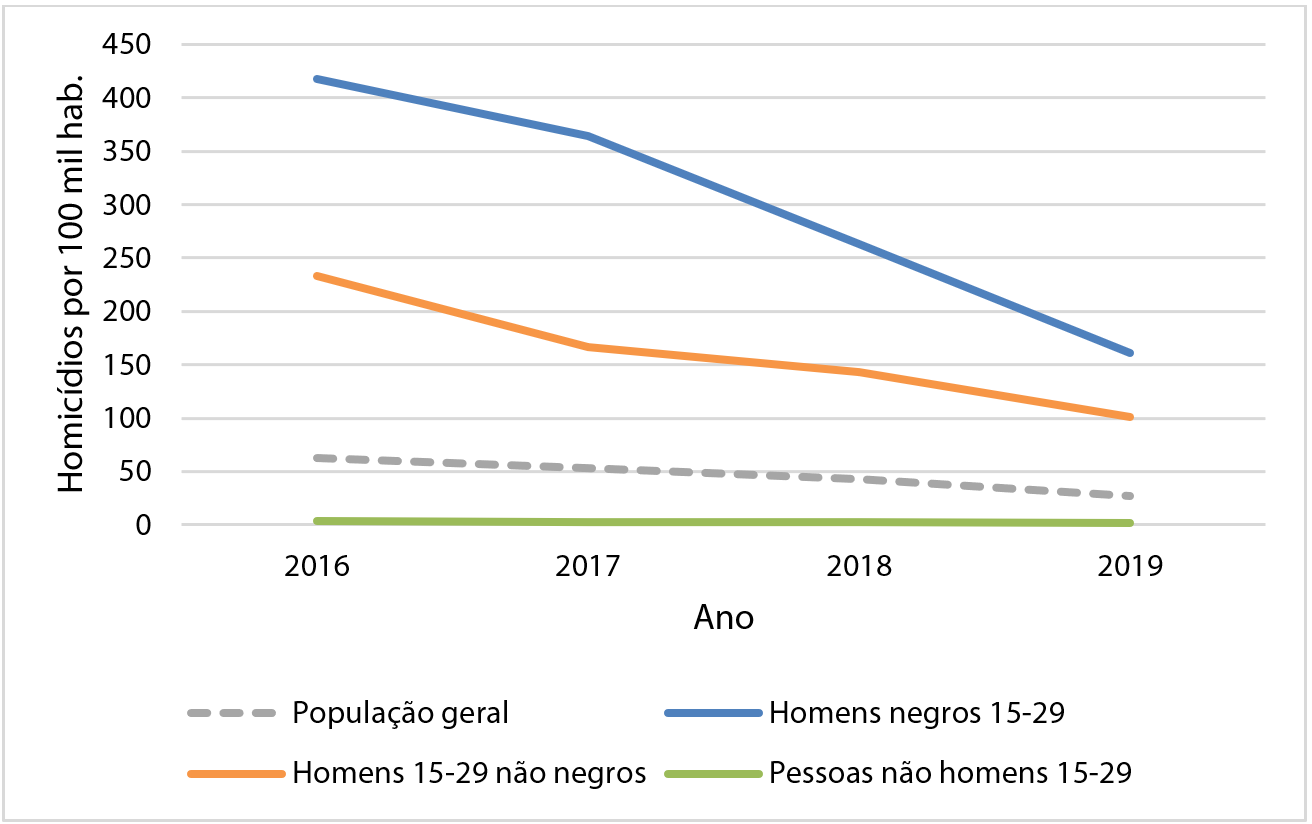 Homicídios por 100 mil hab.
450
400
350
300
250
200
150
100
50
0
2016 2017 2018 2019
Ano
População geral Homens negros 15-29
Homens 15-29 não negros Pessoas não homens 15-29